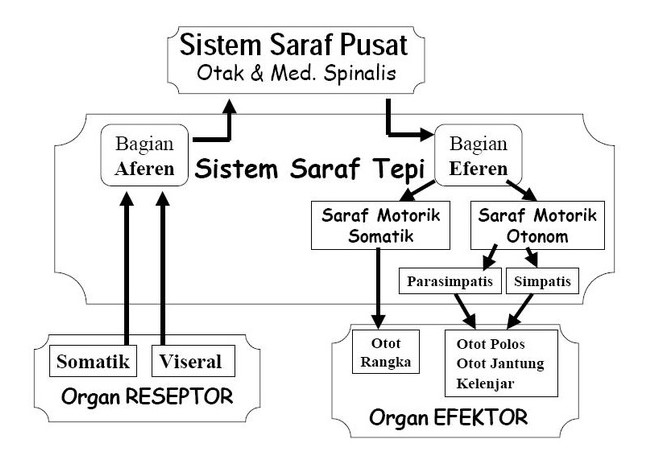 Sistem Saraf Pusat
Otak & Med. Spinalis
Bagian
Aferen
Sistem Saraf Tepi
Bagian
Eferen
Saraf Motorik
Somatik
Saraf Motorik
Otonom
Parasimpatis
Simpatis
Somatik
Viseral
Organ RESEPTOR
Otot
Rangka
Otot Polos
Otot Jantung
Kelenjar
Organ EFEKTOR